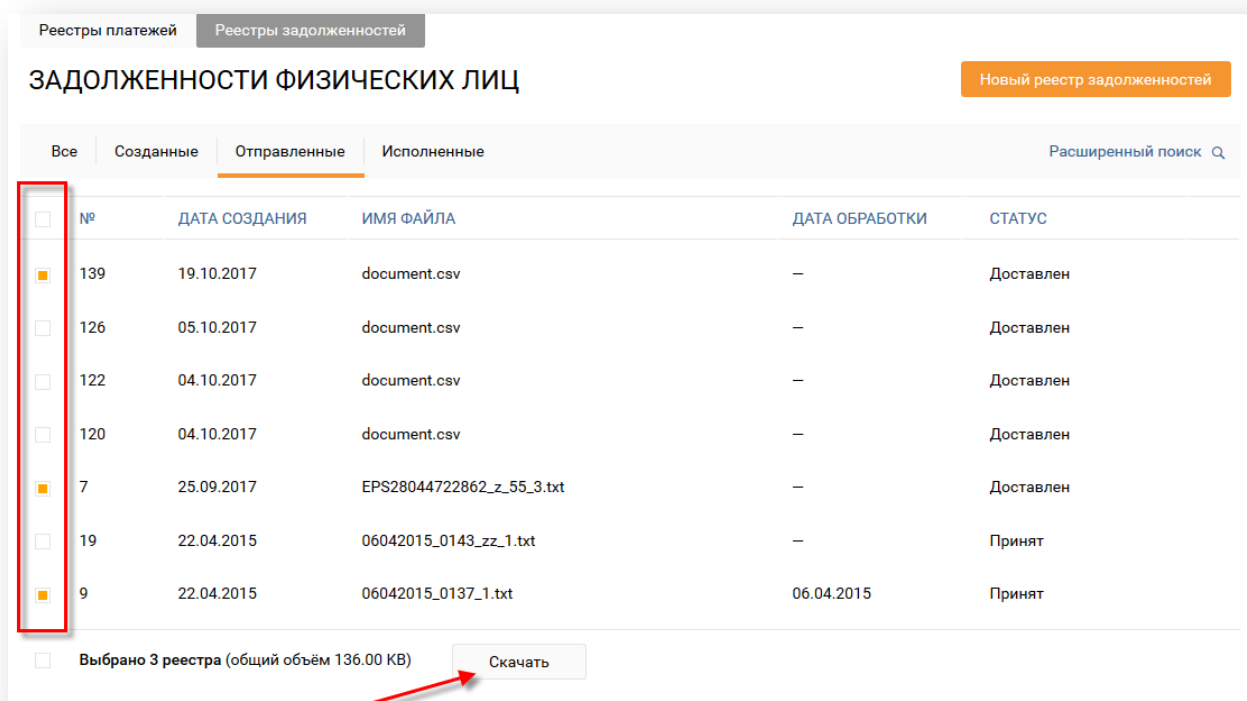 Реестры платежей Реестры задолженностей
ЗАДОЛЖЕННОСТИ ФИЗИЧЕСКИХ ЛИЦ Новый реестр задолженностей
Все Созданные Отправленные Исполненные Расширенный поиск
№ ДАТА СОЗДАНИЯ ИМЯ ФАЙЛА ДАТА ОБРАБОТКИ СТАТУС
139 19.10.2017 document.csv — Доставлен
126 05.10.2017 document.csv — Доставлен
122 04.10.2017 document.csv — Доставлен
120 04.10.2017 document.csv — Доставлен
7 25.09.2017 EPS28044722862_z_55_3.txt — Доставлен
19 22.04.2015 06042015_0143_zz_1.txt — Принят
9 22.04.2015 06042015_0137_1.txt 06.04.2015 Принят
Выбрано 3 реестра (общий объём 136.00 KB) Скачать